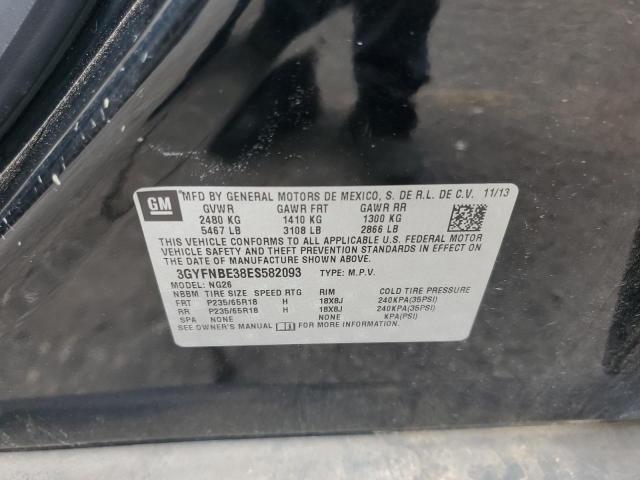 GM MFD BY GENERAL MOTORS DE MEXICO, S. DE R.L. DE C.V. 11/13
GVWR GAWR FRT GAWR RR
2480 KG 1410 KG 1300 KG
5467 LB 3108 LB 2866 LB
THIS VEHICLE CONFORMS TO ALL APPLICABLE U.S. FEDERAL MOTOR
VEHICLE SAFETY AND THEFT PREVENTION STANDARDS IN EFFECT ON
THE DATE OF MANUFACTURE SHOWN ABOVE.
3GYFNBE38ES582093 TYPE: M.P.V.
MODEL: NG26
NBBM TIRE SIZE SPEED RTG RIM COLD TIRE PRESSURE
FRT P235/65R18 H 18X8J 240KPA(35PSI)
RR P235/65R18 H 18X8J 240KPA(35PSI)
SPA NONE NONE KPA(PSI)
SEE OWNER'S MANUAL FOR MORE INFORMATION.